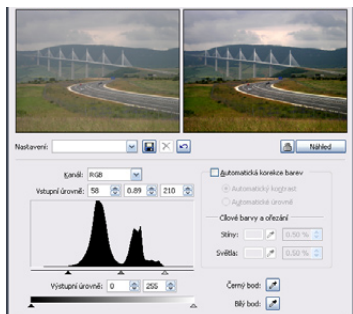 Nastavení:
Náhled
Kanál: RGB
Vstupní úrovně: 58 0.89 210
Výstupní úrovně: 0 255
Automatická korekce barev
Automatický kontrast
Automatické úrovně
Cílové barvy a ořezání
Stíny: 0.50 %
Světla: 0.50 %
Černý bod:
Bílý bod: